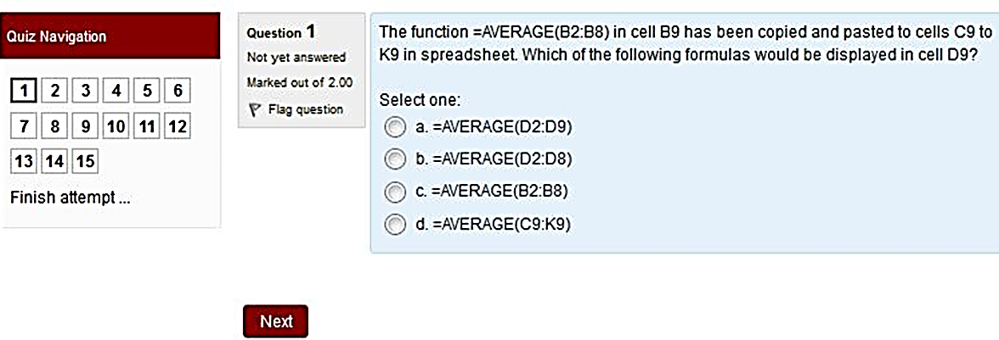 Quiz Navigation
1 2 3 4 5 6
7 8 9 10 11 12
13 14 15
Finish attempt ...
Question 1
Not yet answered
Marked out of 2.00
Flag question
The function =AVERAGE(B2:B8) in cell B9 has been copied and pasted to cells C9 to
K9 in spreadsheet. Which of the following formulas would be displayed in cell D9?
Select one:
a. =AVERAGE(D2:D9)
b. =AVERAGE(D2:D8)
c. =AVERAGE(B2:B8)
d. =AVERAGE(C9:K9)
Next